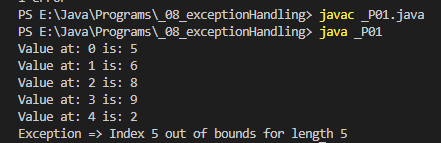 PS E:\Java\Programs\_08_exceptionHandling> javac _P01.java
PS E:\Java\Programs\_08_exceptionHandling> java _P01
Value at: 0 is: 5
Value at: 1 is: 6
Value at: 2 is: 8
Value at: 3 is: 9
Value at: 4 is: 2
Exception => Index 5 out of bounds for length 5